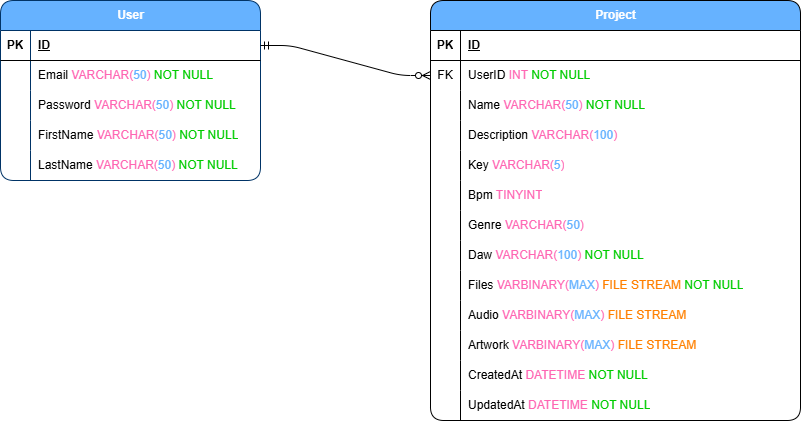 User
PK ID
Email VARCHAR(50) NOT NULL
Password VARCHAR(50) NOT NULL
FirstName VARCHAR(50) NOT NULL
LastName VARCHAR(50) NOT NULL
Project
PK ID
FK UserID INT NOT NULL
Name VARCHAR(50) NOT NULL
Description VARCHAR(100)
Key VARCHAR(5)
Bpm TINYINT
Genre VARCHAR(50)
Daw VARCHAR(100) NOT NULL
Files VARBINARY(MAX) FILE STREAM NOT NULL
Audio VARBINARY(MAX) FILE STREAM
Artwork VARBINARY(MAX) FILE STREAM
CreatedAt DATETIME NOT NULL
UpdatedAt DATETIME NOT NULL